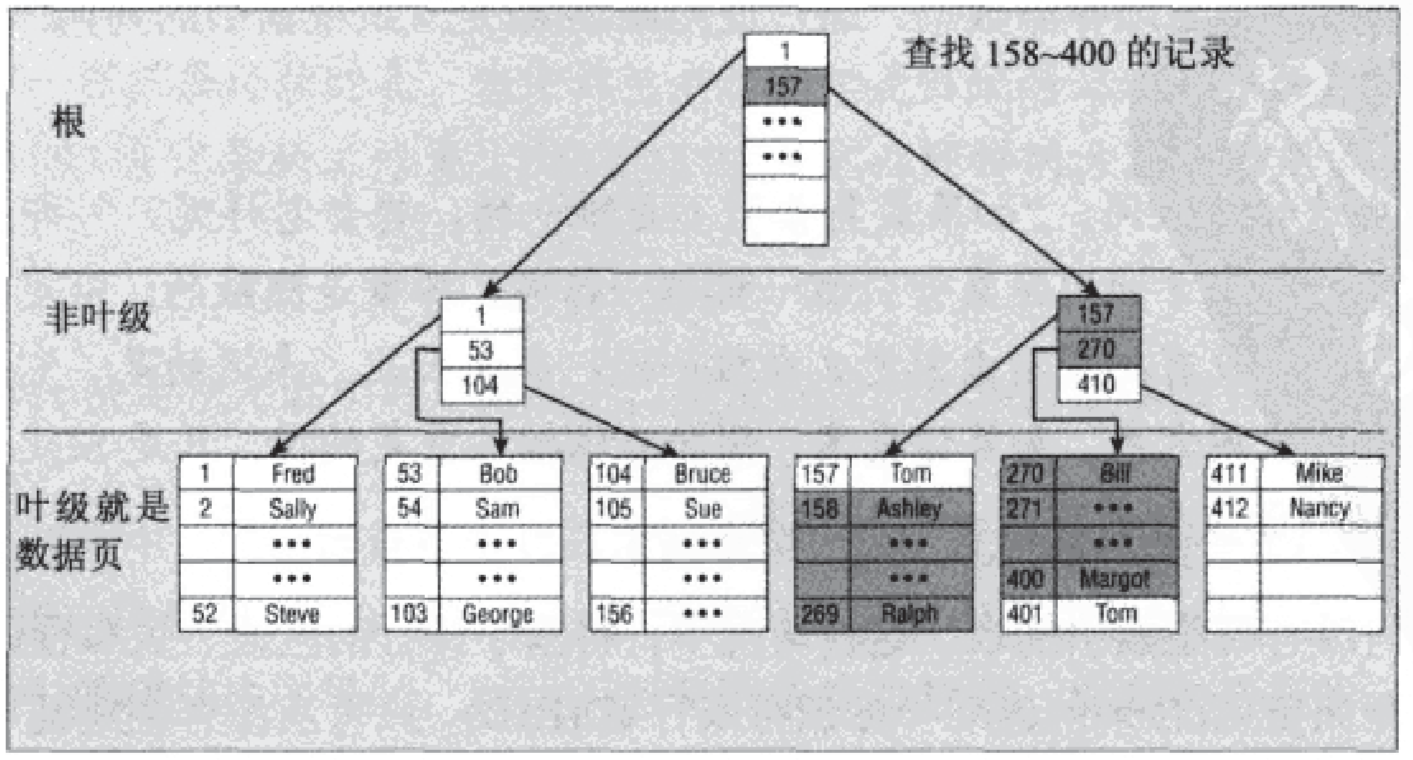 查找 158~400 的记录
根
1
157
•••
•••
非叶级
1
53
104
157
270
410
叶级就是
数据页
1 Fred
2 Sally
•••
•••
52 Steve
53 Bob
54 Sam
•••
•••
103 George
104 Bruce
105 Sue
•••
•••
156 •••
157 Tom
158 Ashley
•••
•••
269 Ralph
270 Bill
271 •••
•••
400 Margot
401 Tom
411 Mike
412 Nancy